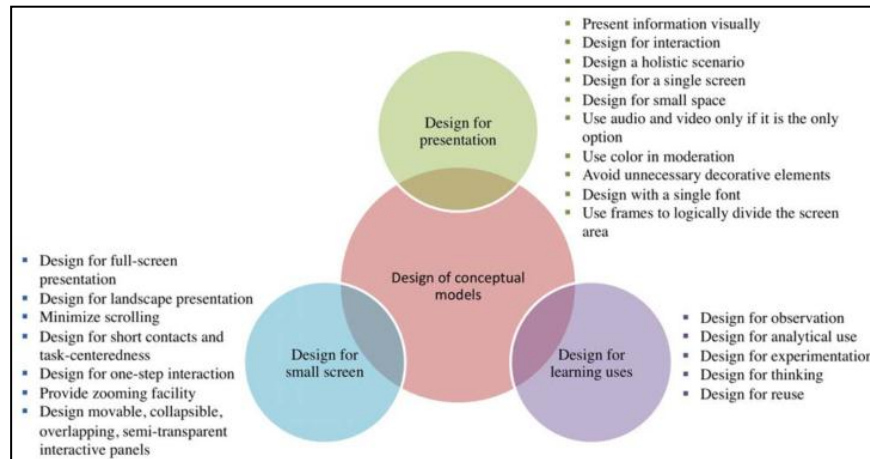 ▪ Present information visually
▪ Design for interaction
▪ Design a holistic scenario
▪ Design for a single screen
▪ Design for small space
▪ Use audio and video only if it is the only
option
▪ Use color in moderation
▪ Avoid unnecessary decorative elements
▪ Design with a single font
▪ Use frames to logically divide the screen
area
Design for
presentation
Design of conceptual
models
▪ Design for full-screen
presentation
▪ Design for landscape presentation
▪ Minimize scrolling
▪ Design for short contacts and
task-centeredness
▪ Design for one-step interaction
▪ Provide zooming facility
▪ Design movable, collapsible,
overlapping, semi-transparent
interactive panels
Design for
small screen
Design for
learning uses
▪ Design for observation
▪ Design for analytical use
▪ Design for experimentation
▪ Design for thinking
▪ Design for reuse